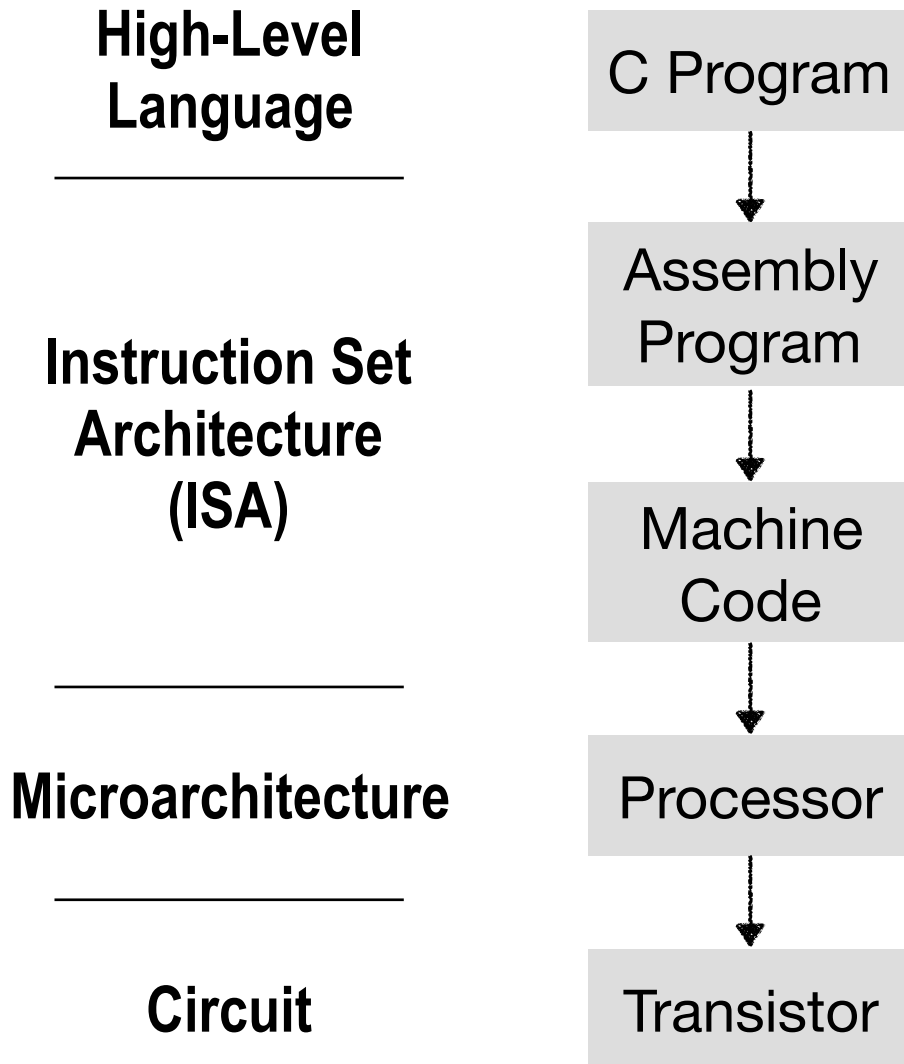 High-Level
Language
C Program
Assembly
Program
Instruction Set
Architecture
(ISA)
Machine
Code
Microarchitecture
Processor
Circuit
Transistor